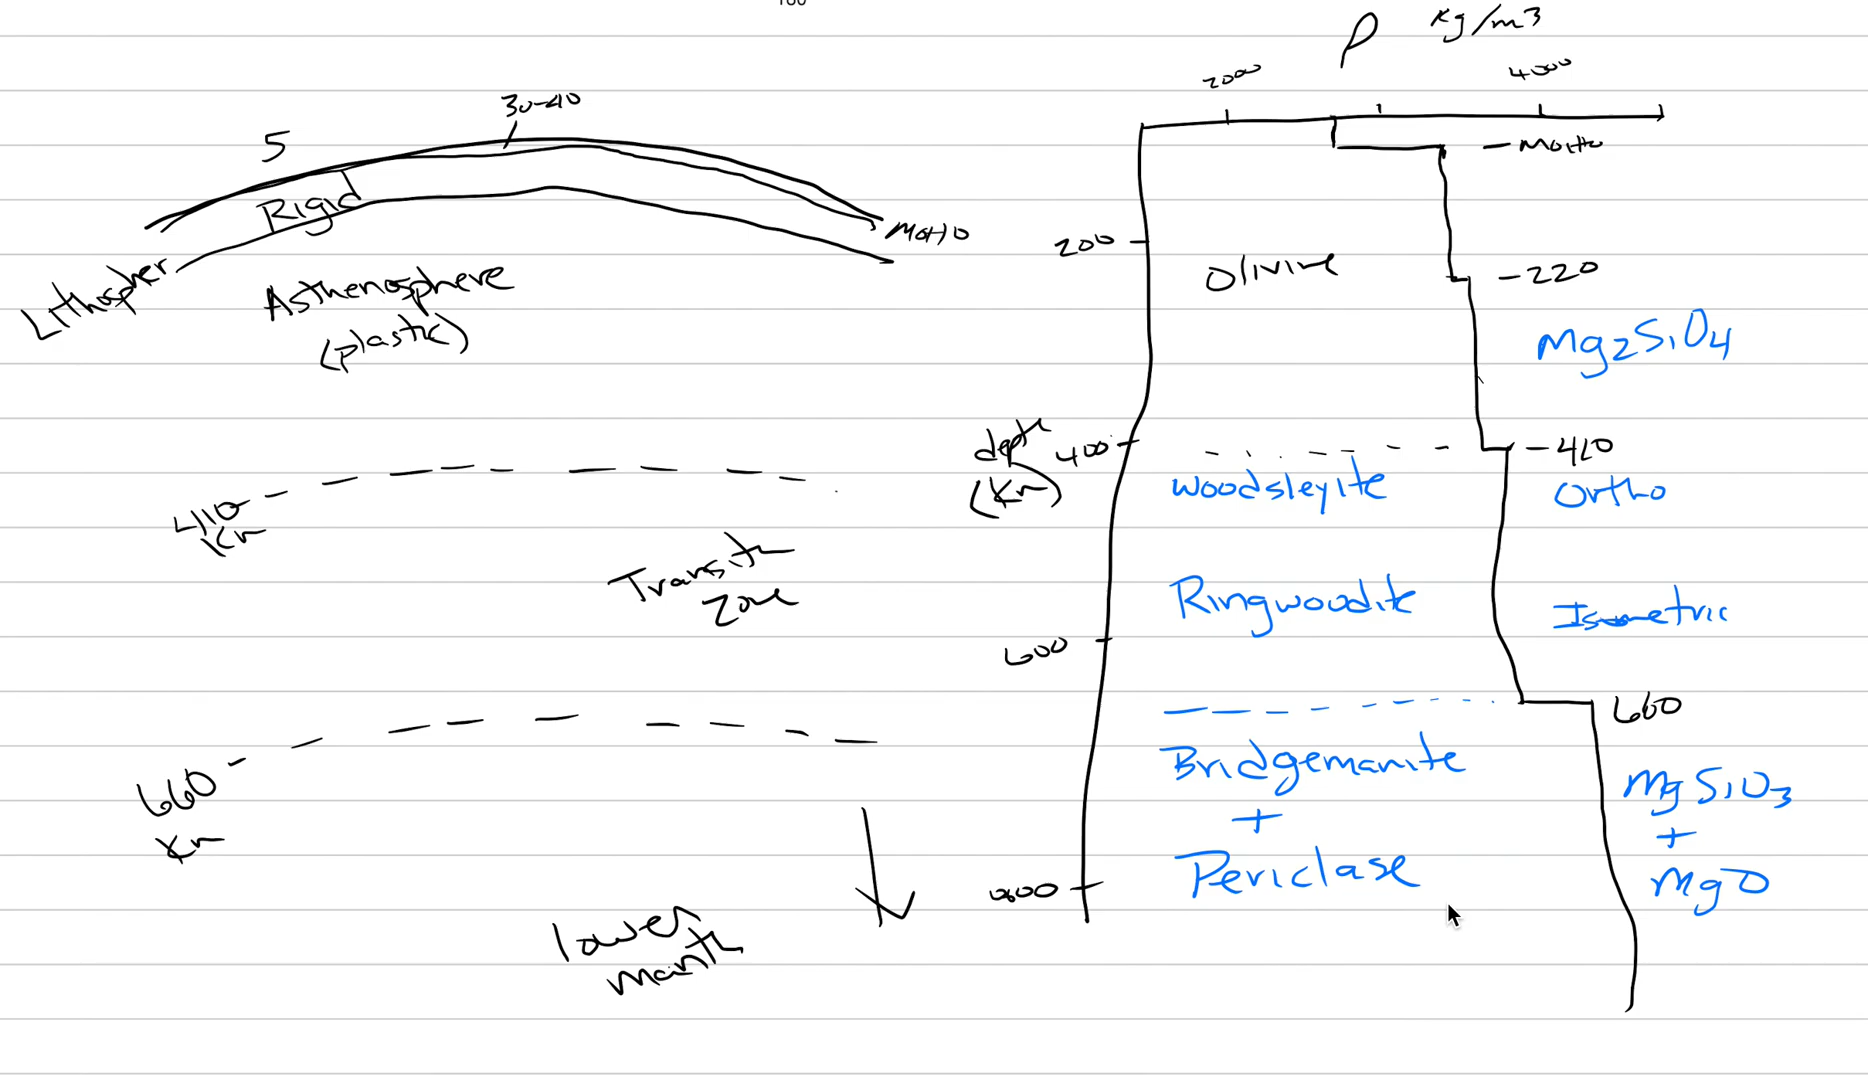 ρ kg/m3
2000 4000
30-40
5
Rigid
MOHO
Lithospher
Asthenosphere
(plastic)
410
Km
Transitn
zone
660
Km
lower
mantl
- MOHO
200
Olivine
- 220
Mg2SiO4
depth
(Km)
400
- 410
Woodsleyite
Ortho
Ringwoodite
Isometric
600
660
Bridgemanite
+
Periclase
MgSiO3
+
MgO
800